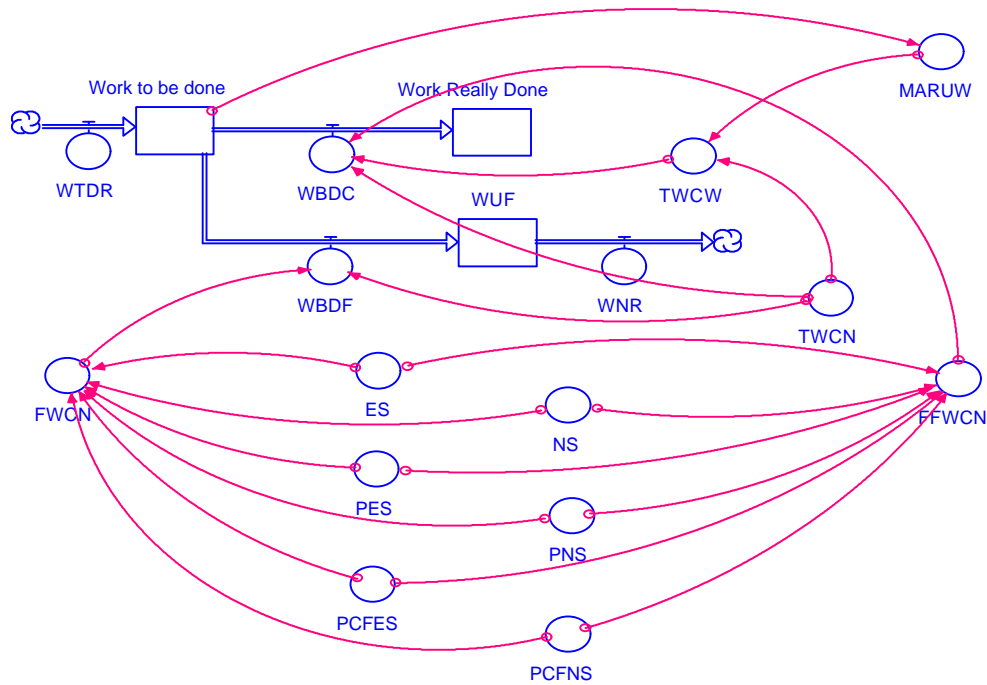 MARUW
Work to be done
Work Really Done
WTDR
WBDC
TWCW
WUF
WBDF
WNR
TWCN
FWCN
ES
FFWCN
NS
PES
PNS
PCFES
PCFNS